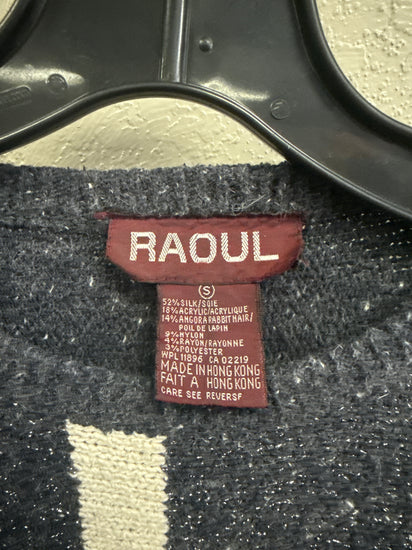 RAOUL
S
52% SILK/SOIE
18% ACRYLIC/ACRYLIQUE
14% ANGORA RABBIT HAIR/
POIL DE LAPIN
9% NYLON
4% RAYON/RAYONNE
3% POLYESTER
WPL 11896 CA 02219
MADE IN HONG KONG
FAIT A HONG KONG
CARE SEE REVERSE